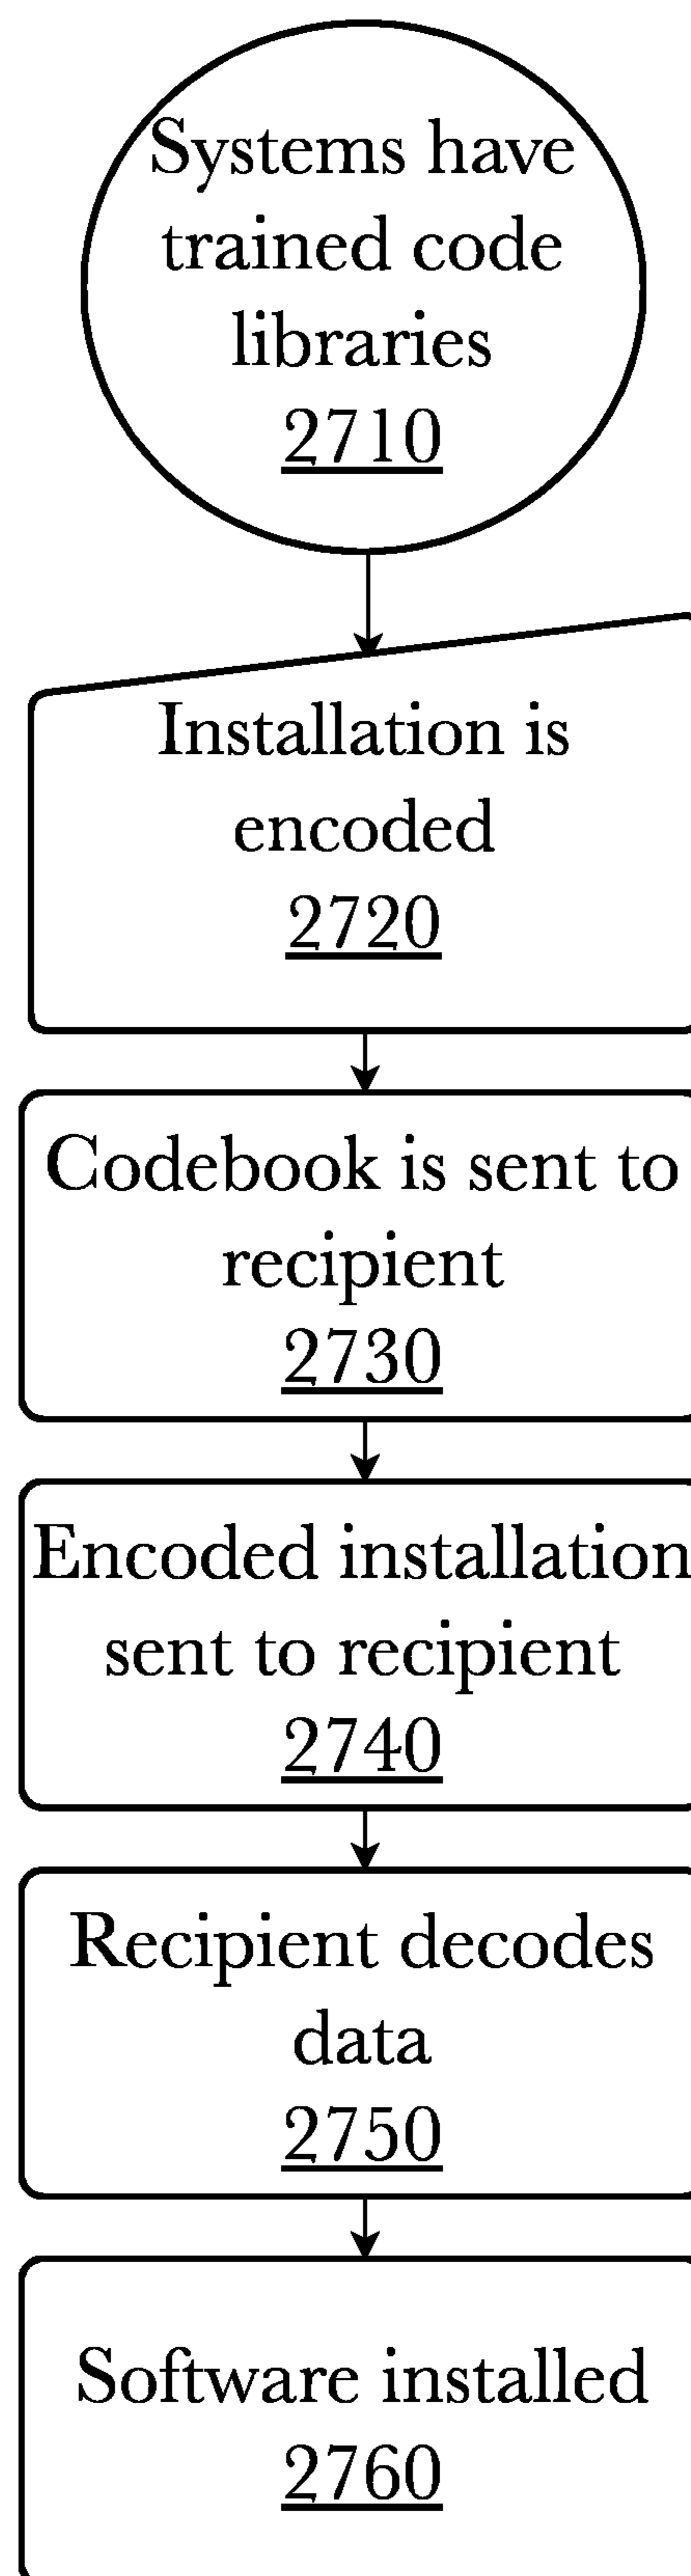 Systems have
trained code
libraries
2710
Installation is
encoded
2720
Codebook is sent to
recipient
2730
Encoded installation
sent to recipient
2740
Recipient decodes
data
2750
Software installed
2760